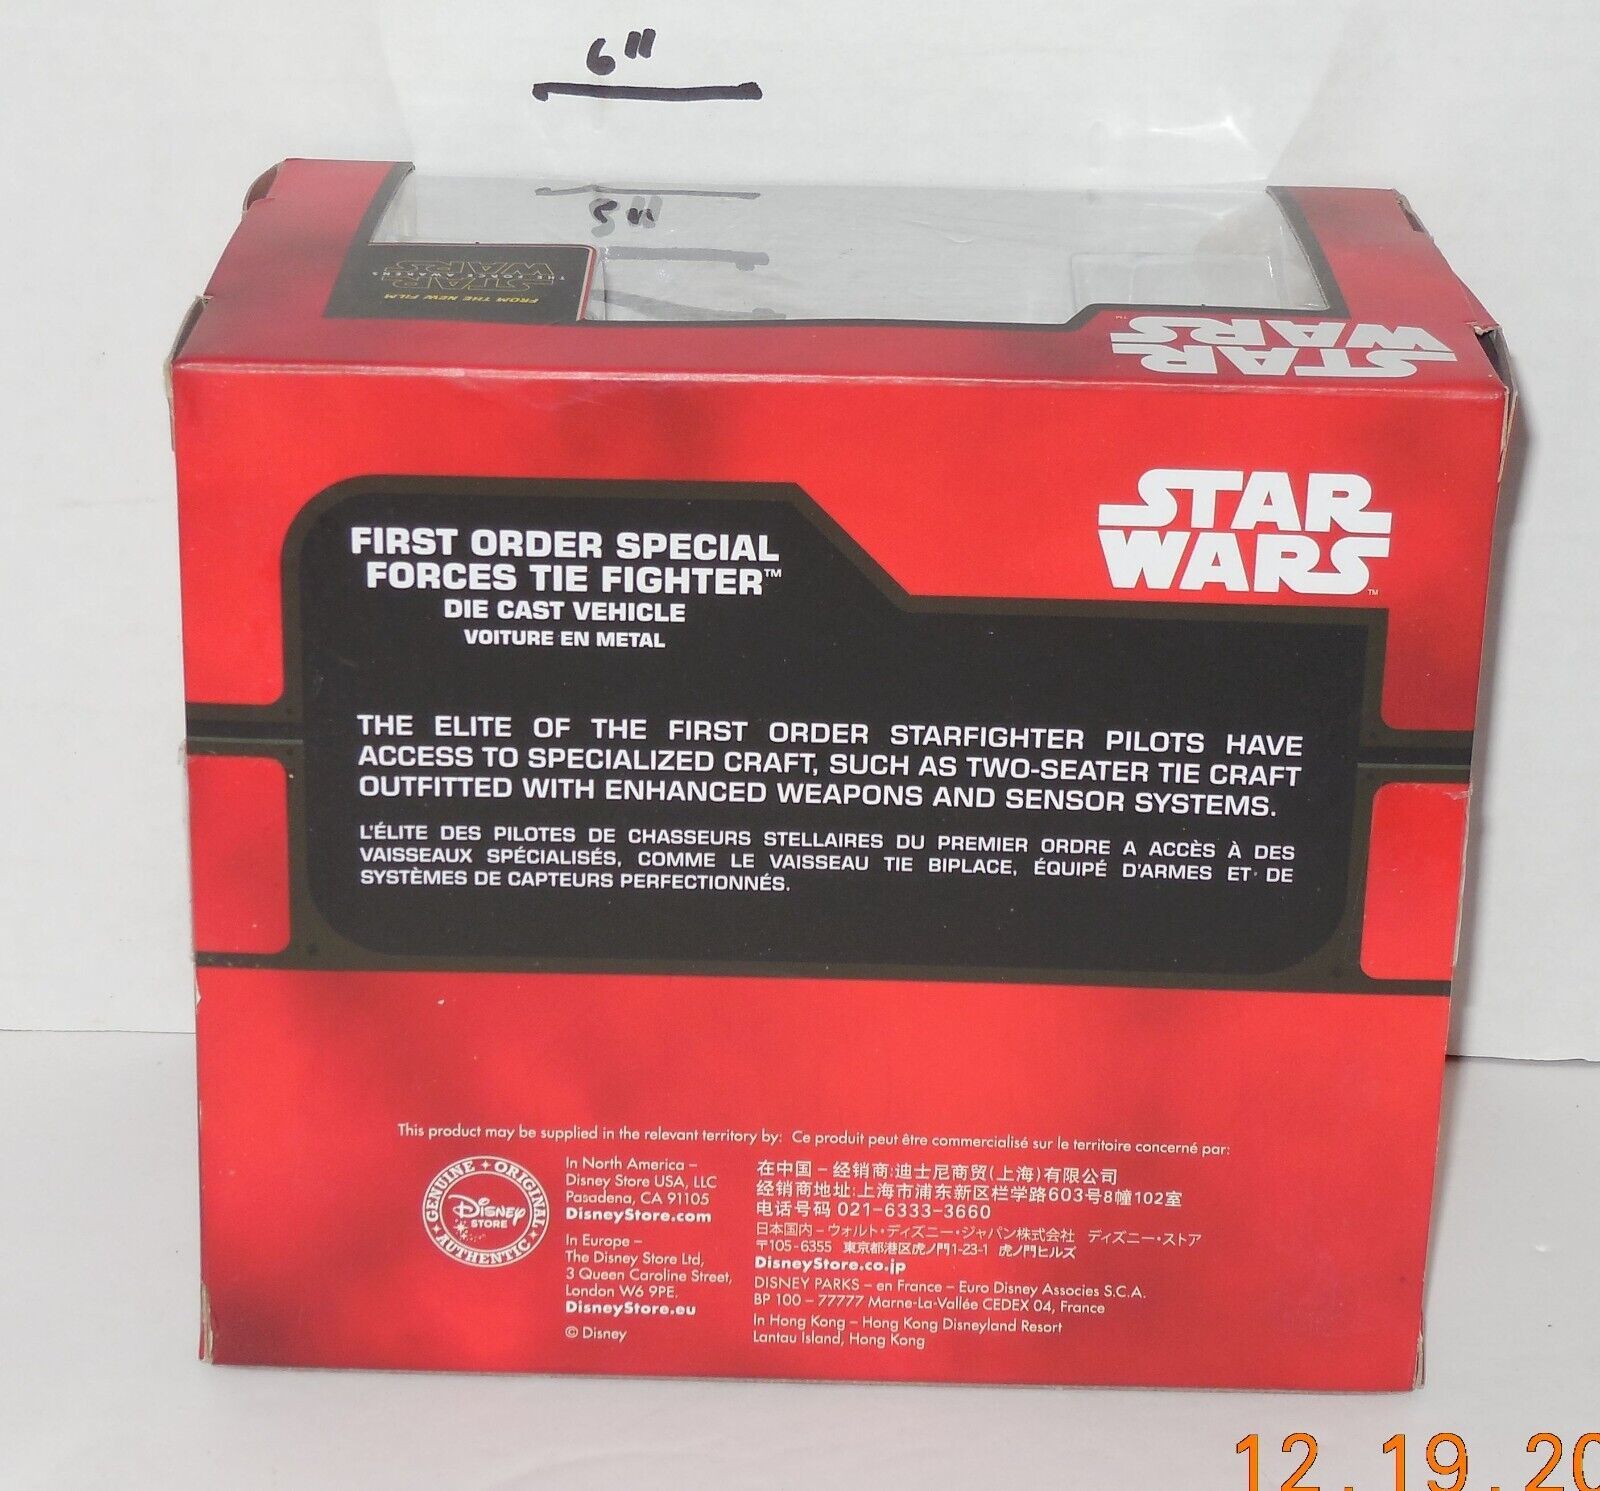 6"
5"
FROM THE NEW FILM
STAR
THE FORCE AWAKENS
WARS
STAR
WARS™
STAR
WARS™
FIRST ORDER SPECIAL
FORCES TIE FIGHTER™
DIE CAST VEHICLE
VOITURE EN METAL
THE ELITE OF THE FIRST ORDER STARFIGHTER PILOTS HAVE
ACCESS TO SPECIALIZED CRAFT, SUCH AS TWO-SEATER TIE CRAFT
OUTFITTED WITH ENHANCED WEAPONS AND SENSOR SYSTEMS.
L'ÉLITE DES PILOTES DE CHASSEURS STELLAIRES DU PREMIER ORDRE A ACCÈS À DES
VAISSEAUX SPÉCIALISÉS, COMME LE VAISSEAU TIE BIPLACE, ÉQUIPÉ D'ARMES ET DE
SYSTÈMES DE CAPTEURS PERFECTIONNÉS.
This product may be supplied in the relevant territory by: Ce produit peut être commercialisé sur le territoire concerné par:
GENUINE ORIGINAL AUTHENTIC
Disney
STORE
In North America –
Disney Store USA, LLC
Pasadena, CA 91105
DisneyStore.com
In Europe –
The Disney Store Ltd,
3 Queen Caroline Street,
London W6 9PE.
DisneyStore.eu
© Disney
在中国 – 经销商:迪士尼商贸(上海)有限公司
经销商地址:上海市浦东新区栏学路603号8幢102室
电话号码 021-6333-3660
日本国内 – ウォルト・ディズニー・ジャパン株式会社 ディズニー・ストア
〒105-6355 東京都港区虎ノ門1-23-1 虎ノ門ヒルズ
DisneyStore.co.jp
DISNEY PARKS – en France – Euro Disney Associes S.C.A.
BP 100 – 77777 Marne-La-Vallée CEDEX 04, France
In Hong Kong – Hong Kong Disneyland Resort
Lantau Island, Hong Kong
12.19.20